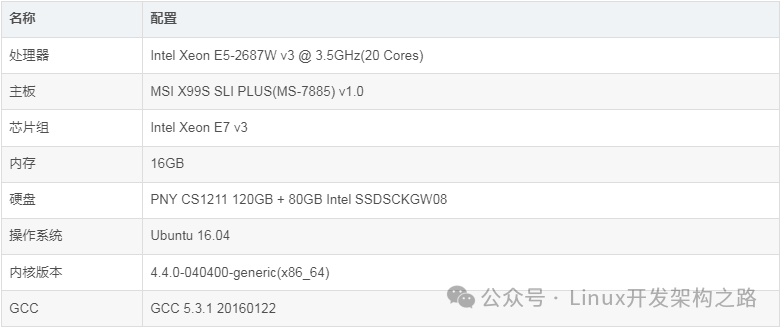 名称 配置
处理器 Intel Xeon E5-2687W v3 @ 3.5GHz(20 Cores)
主板 MSI X99S SLI PLUS(MS-7885) v1.0
芯片组 Intel Xeon E7 v3
内存 16GB
硬盘 PNY CS1211 120GB + 80GB Intel SSDSCKGW08
操作系统 Ubuntu 16.04
内核版本 4.4.0-040400-generic(x86_64)
GCC GCC 5.3.1 20160122
公众号 · Linux开发架构之路